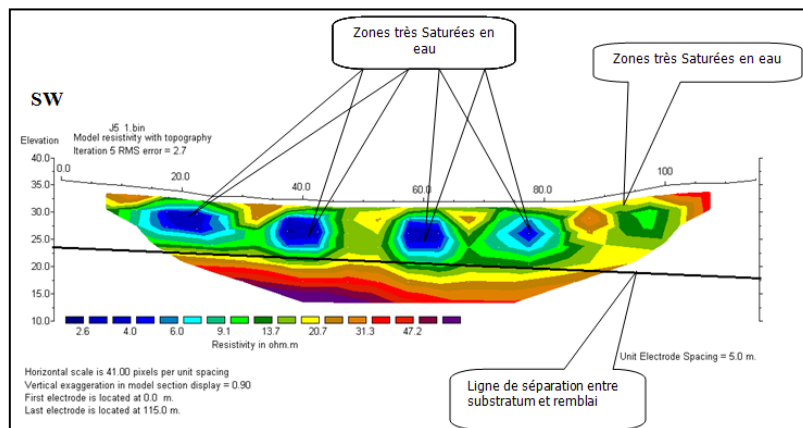 Zones très Saturées en
eau
Zones très Saturées en eau
SW
J5 1.bin
Model resistivity with topography
Iteration 5 RMS error = 2.7
Elevation
40.0
35.0
30.0
25.0
20.0
15.0
10.0
0.0
20.0
40.0
60.0
80.0
100
2.6 4.0 6.0 9.1 13.7 20.7 31.3 47.2
Resistivity in ohm.m
Unit Electrode Spacing = 5.0 m.
Horizontal scale is 41.00 pixels per unit spacing
Vertical exaggeration in model section display = 0.90
First electrode is located at 0.0 m.
Last electrode is located at 115.0 m.
Ligne de séparation entre
substratum et remblai